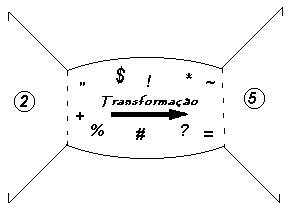 " $ ! * ~
2 Transformação 5
+
% # ? =